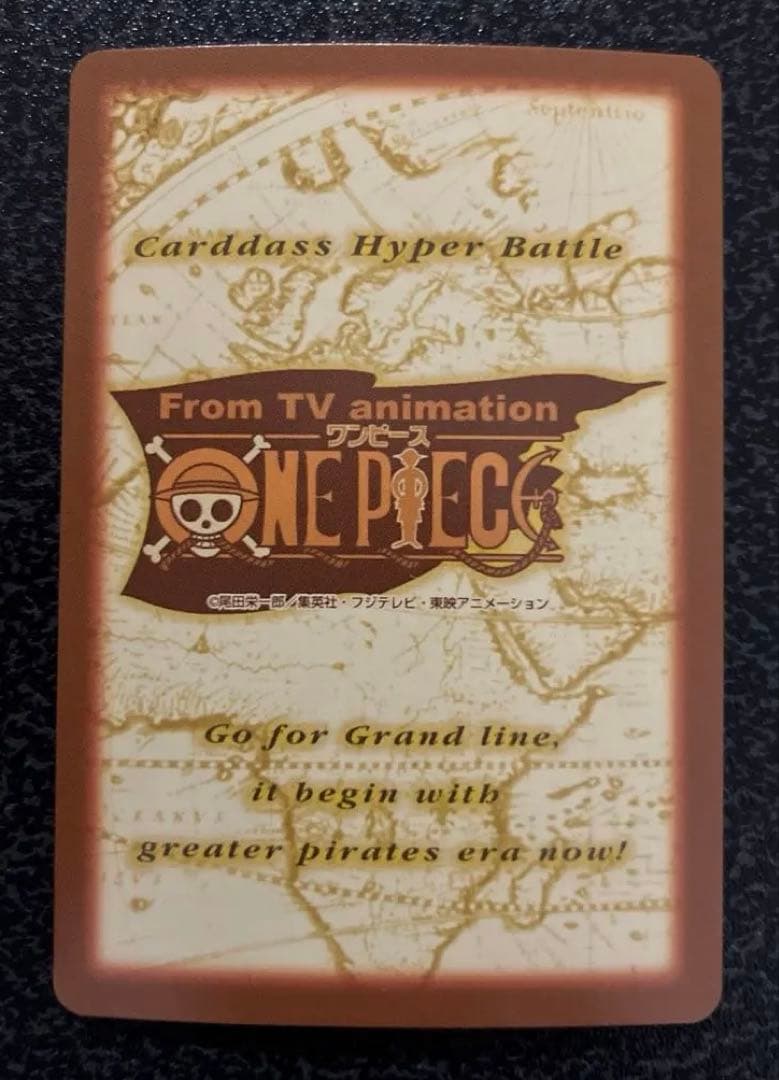 Septentrio
Carddass Hyper Battle
From TV animation
ワンピース
ONE PIECE
©尾田栄一郎／集英社・フジテレビ・東映アニメーション
Go for Grand line,
it begin with
greater pirates era now!